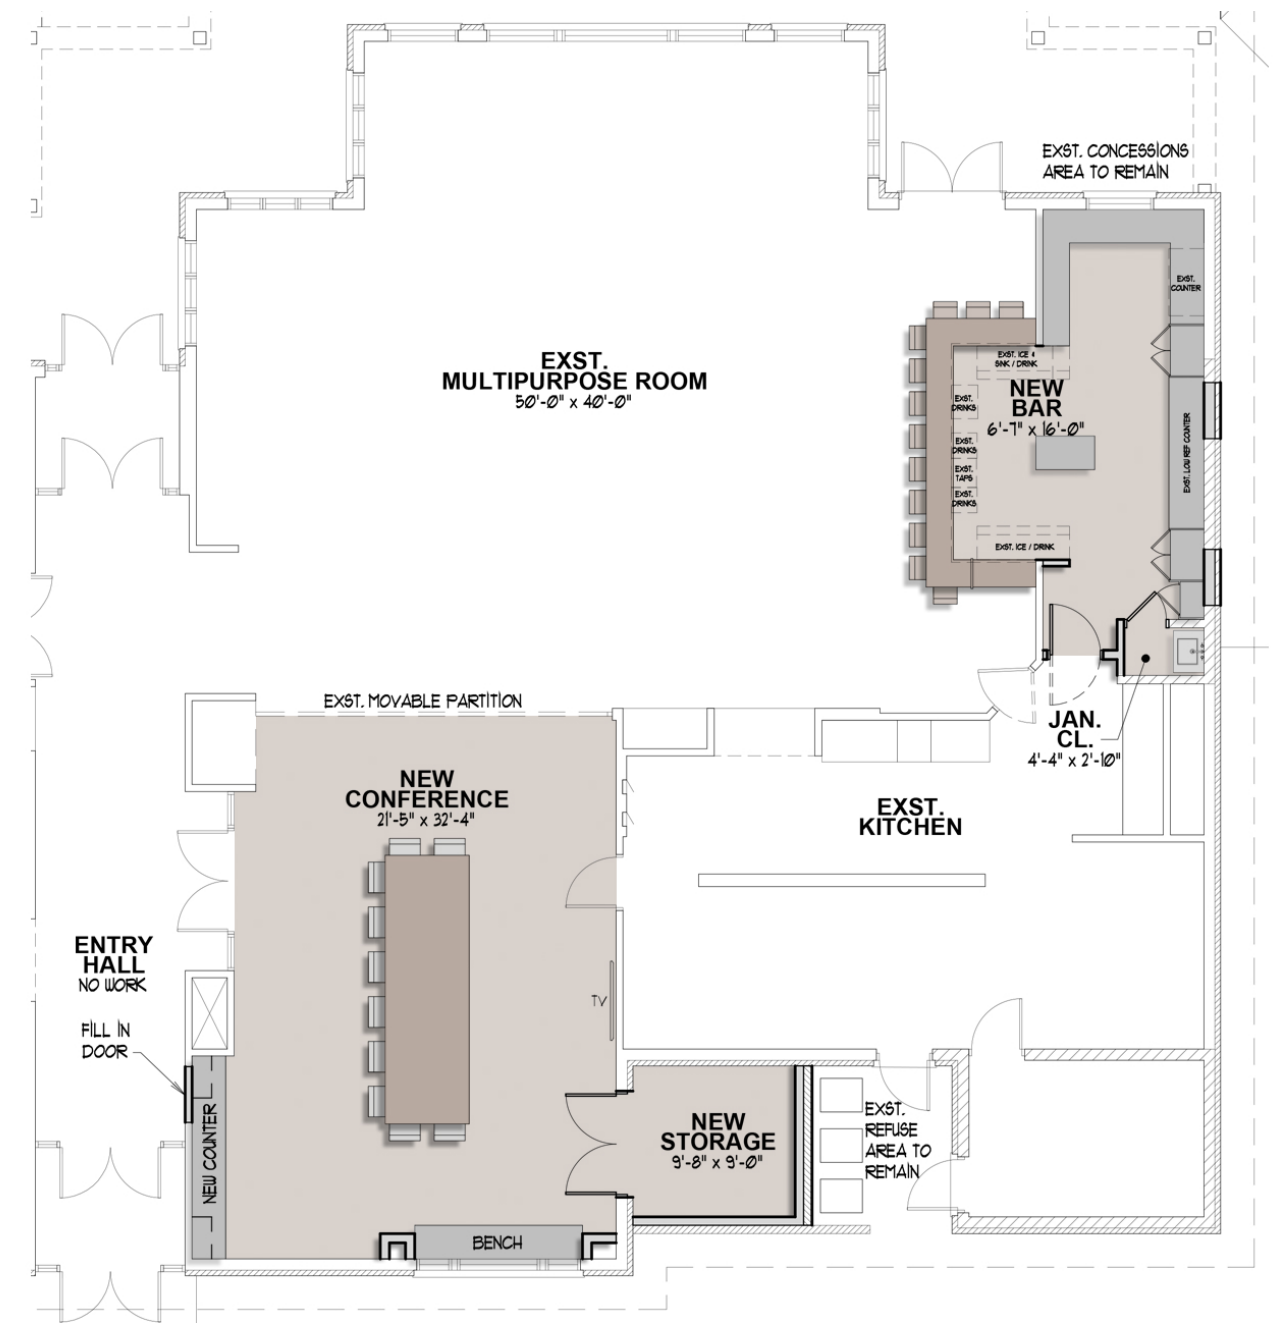 EXST. CONCESSIONS
AREA TO REMAIN
EXST.
COUNTER
EXST.
MULTIPURPOSE ROOM
50'-0" x 40'-0"
EXST. ICE &
SINK / DRINK
NEW
BAR
6'-7" x 16'-0"
EXST.
DRINKS
EXST.
DRINKS
EXST.
TAPS
EXST.
DRINKS
EXST. LOW REF COUNTER
EXST. ICE / DRINK
EXST. MOVABLE PARTITION
JAN.
CL.
4'-4" x 2'-10"
NEW
CONFERENCE
21'-5" x 32'-4"
EXST.
KITCHEN
ENTRY
HALL
NO WORK
FILL IN
DOOR
TV
NEW COUNTER
NEW
STORAGE
9'-8" x 9'-0"
EXST.
REFUSE
AREA TO
REMAIN
BENCH